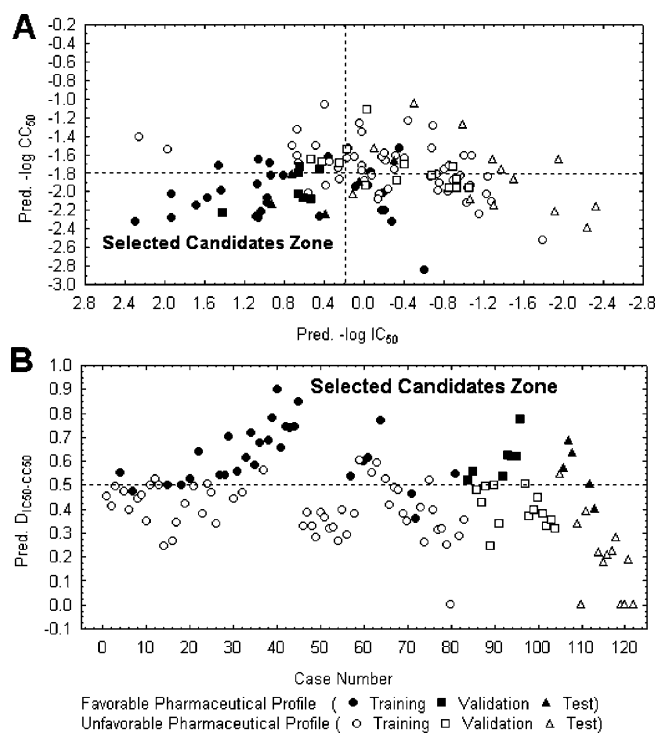 A
-0.2
-0.4
-0.6
-0.8
-1.0
-1.2
-1.4
-1.6
-1.8
-2.0
-2.2
-2.4
-2.6
-2.8
-3.0
Pred. -log CC50
Selected Candidates Zone
2.8 2.4 2.0 1.6 1.2 0.8 0.4 0.0 -0.4 -0.8 -1.2 -1.6 -2.0 -2.4 -2.8
Pred. -log IC50
B
1.0
0.9
0.8
0.7
0.6
0.5
0.4
0.3
0.2
0.1
0.0
-0.1
Pred. DIC50-CC50
Selected Candidates Zone
0 10 20 30 40 50 60 70 80 90 100 110 120
Case Number
Favorable Pharmaceutical Profile ( ● Training ■ Validation ▲ Test)
Unfavorable Pharmaceutical Profile ( ○ Training □ Validation △ Test)